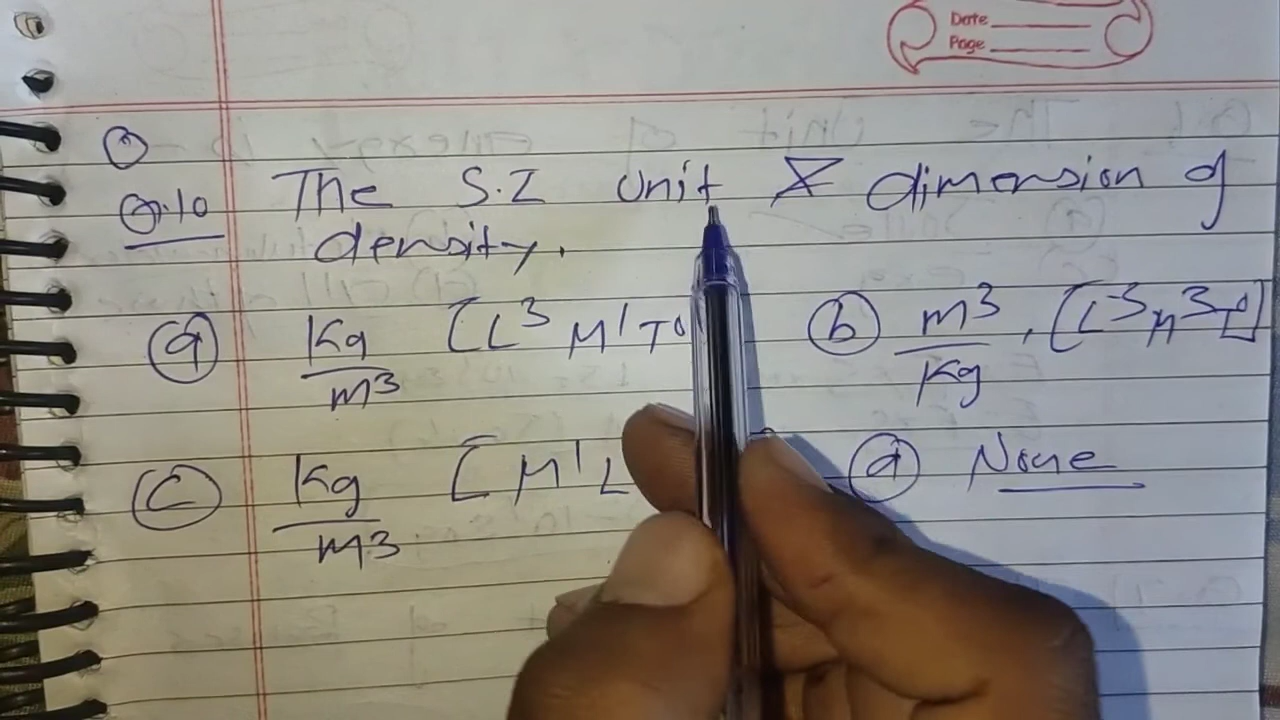 Date
Page
Q.10 The S.I Unit & dimension of
density.
(a) Kg/m³ [L³ M¹ T⁰ (b) m³/Kg, [L⁻³ M³ T⁰]
(c) Kg/m³ [M¹ L (d) None